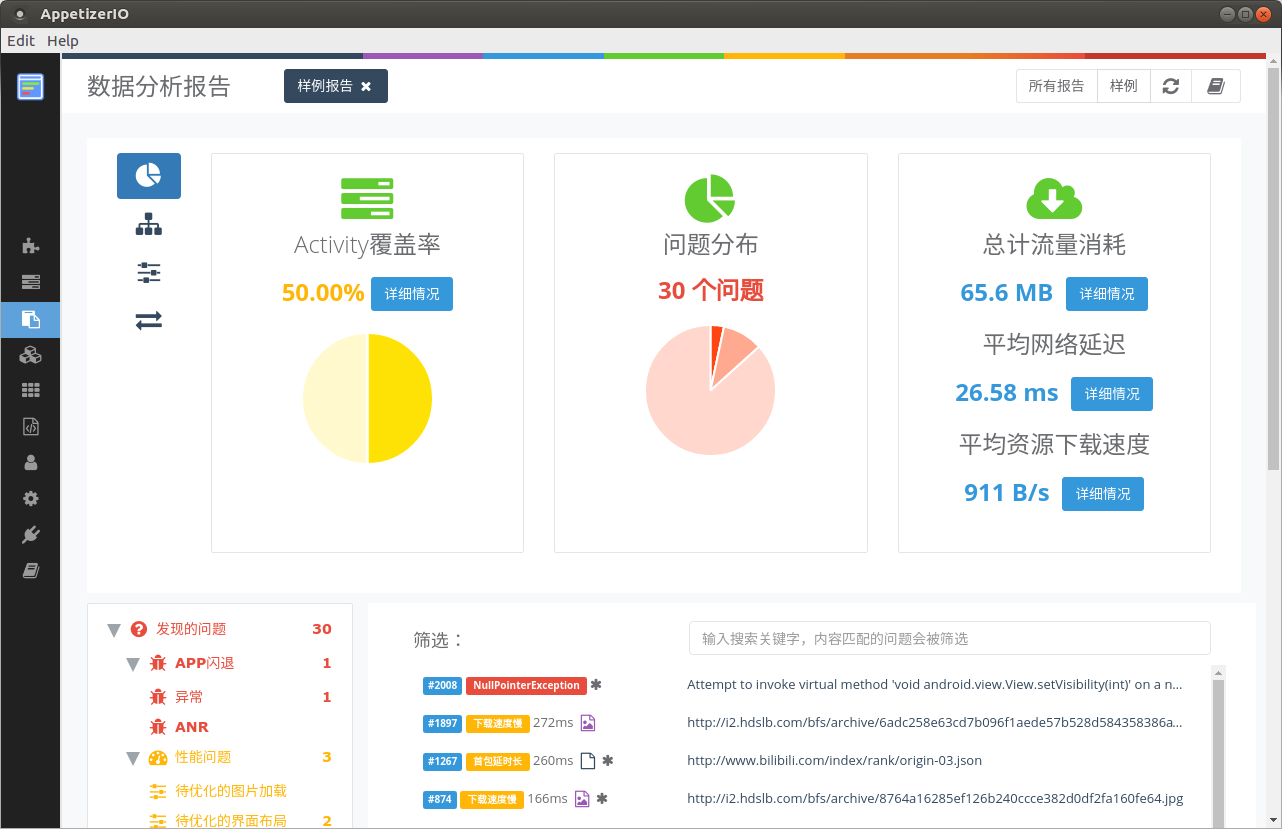 AppetizerIO
Edit Help
数据分析报告
样例报告
所有报告 样例
Activity覆盖率
50.00% 详细情况
问题分布
30 个问题
总计流量消耗
65.6 MB 详细情况
平均网络延迟
26.58 ms 详细情况
平均资源下载速度
911 B/s 详细情况
发现的问题 30
APP闪退 1
异常 1
ANR
性能问题 3
待优化的图片加载
待优化的界面布局 2
筛选：
输入搜索关键字，内容匹配的问题会被筛选
#2008 NullPointerException ✱ Attempt to invoke virtual method 'void android.view.View.setVisibility(int)' on a n...
#1897 下载速度慢 272ms http://i2.hdslb.com/bfs/archive/6adc258e63cd7b096f1aede57b528d584358386a...
#1267 首包延时长 260ms ✱ http://www.bilibili.com/index/rank/origin-03.json
#874 下载速度慢 166ms ✱ http://i2.hdslb.com/bfs/archive/8764a16285ef126b240ccce382d0df2fa160fe64.jpg